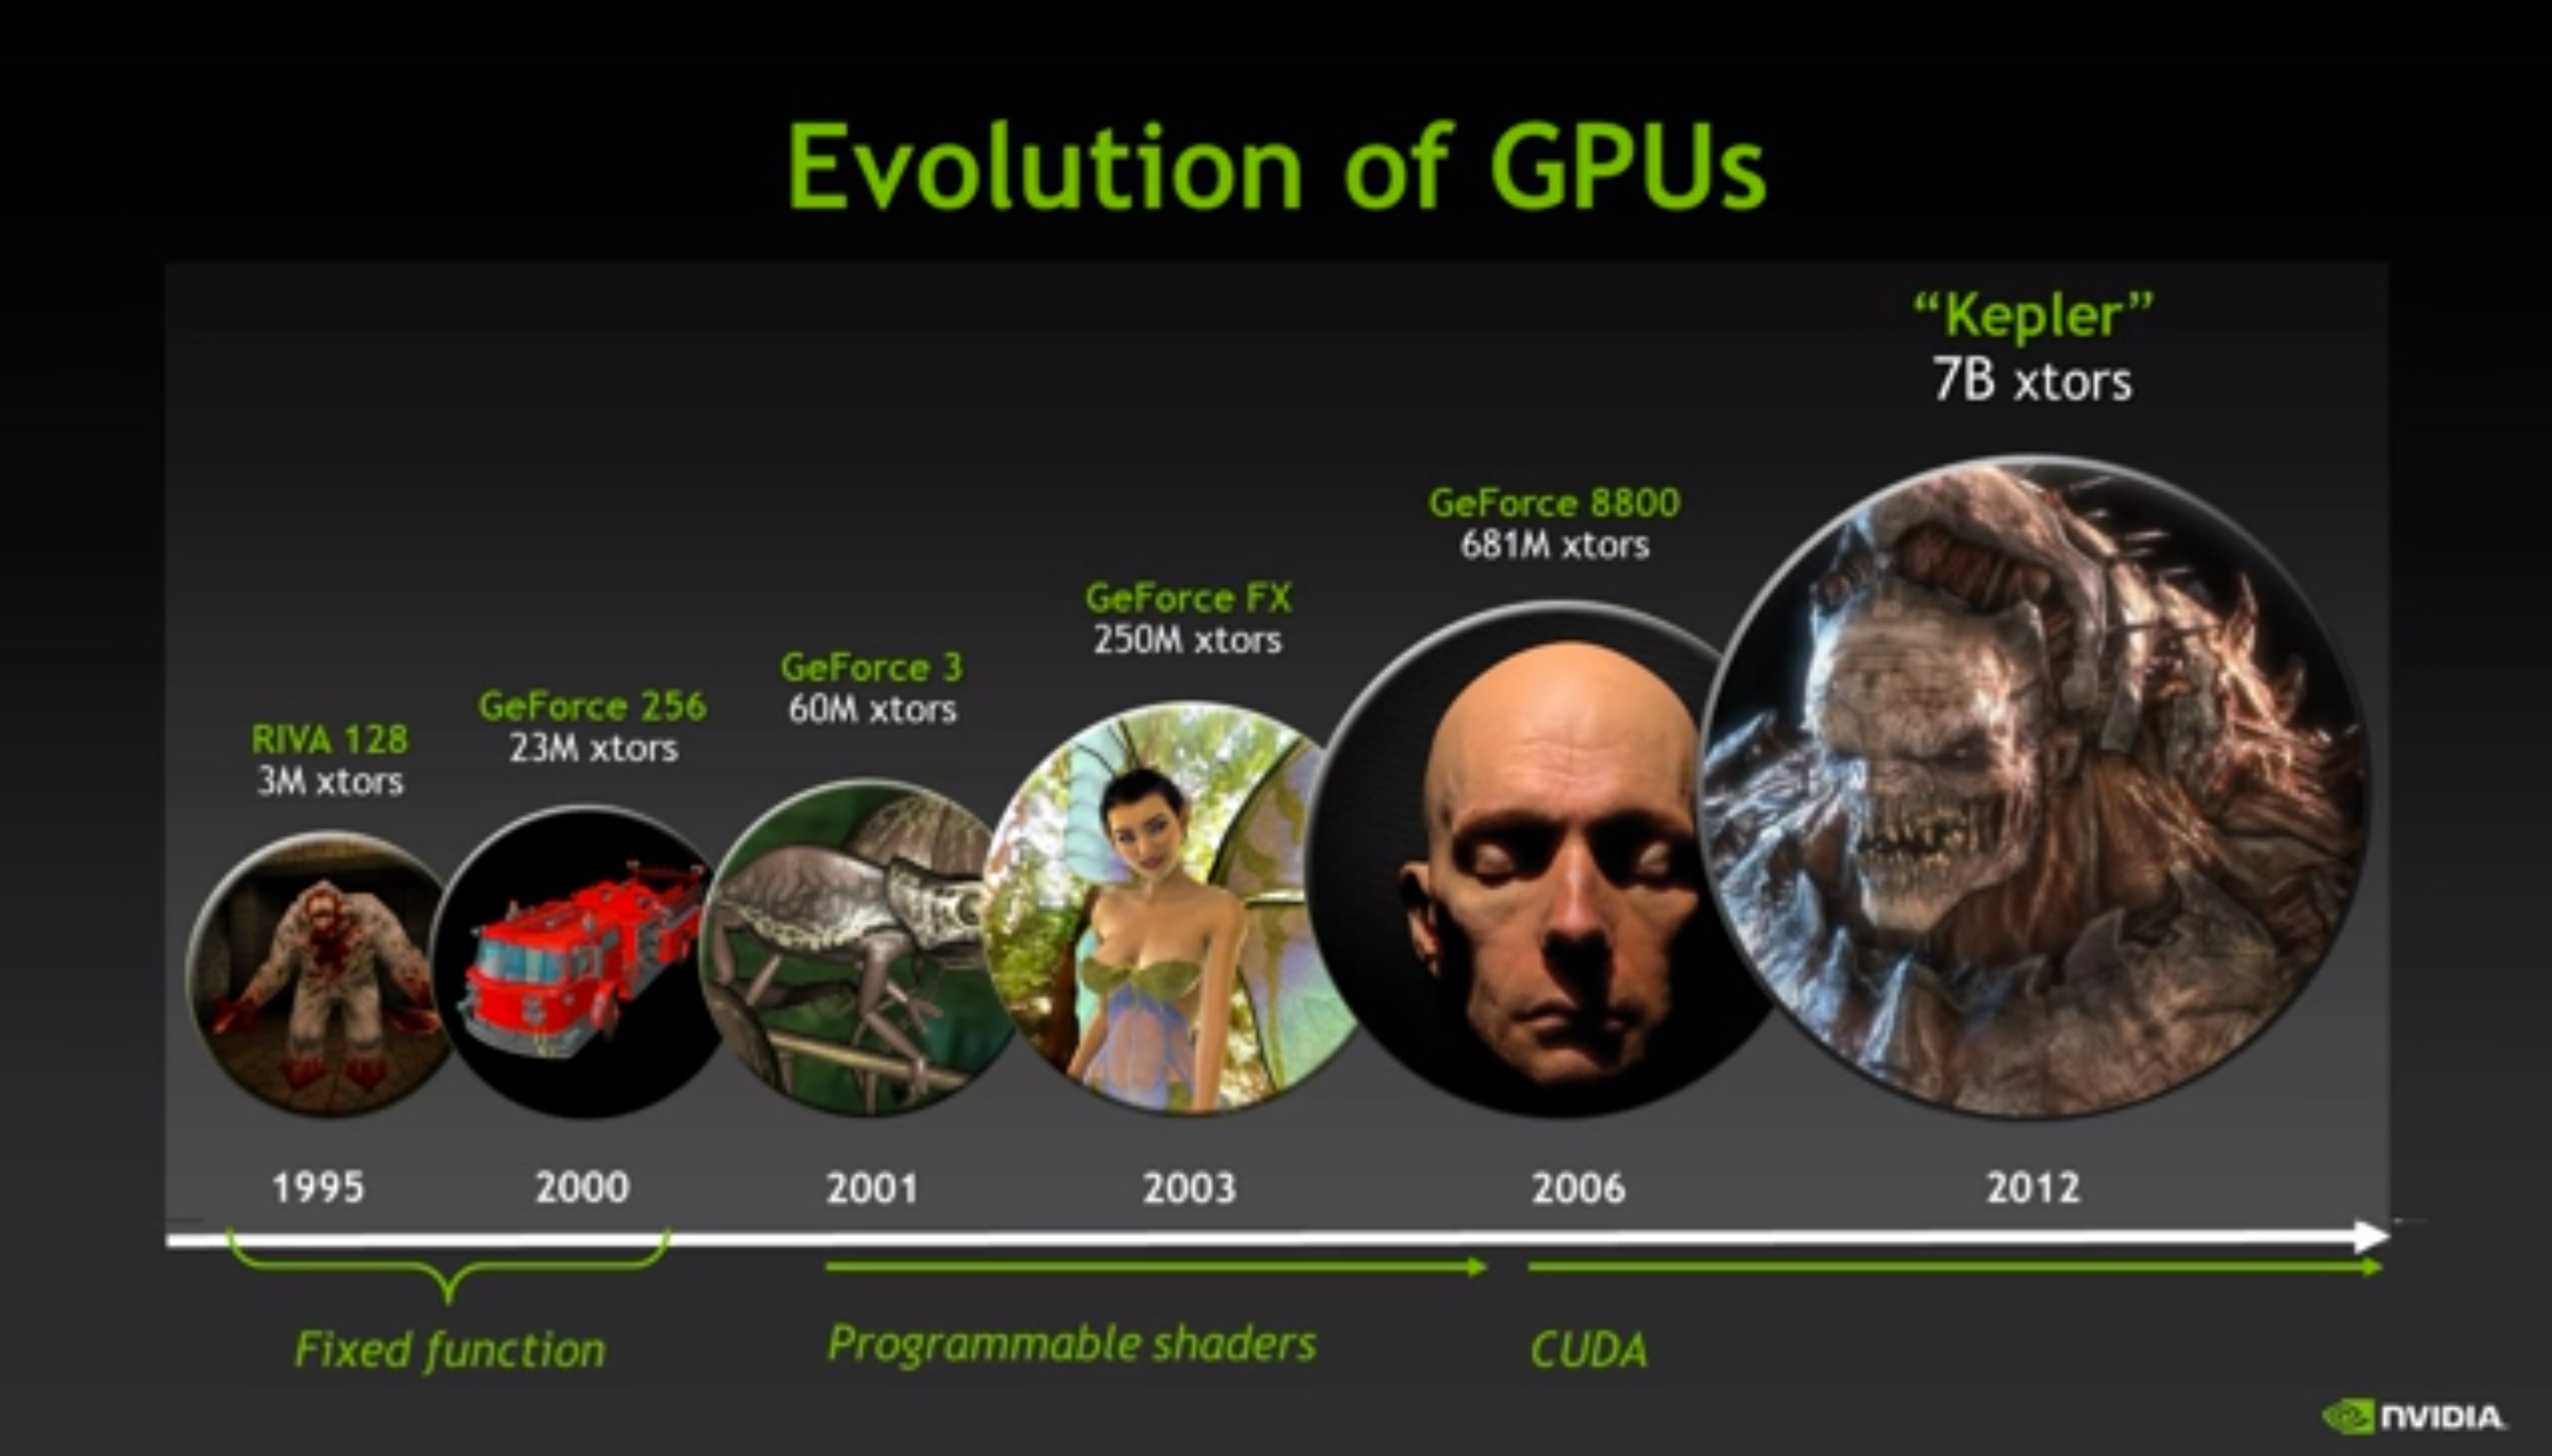 Evolution of GPUs
RIVA 128
3M xtors
GeForce 256
23M xtors
GeForce 3
60M xtors
GeForce FX
250M xtors
GeForce 8800
681M xtors
“Kepler”
7B xtors
1995
2000
2001
2003
2006
2012
Fixed function
Programmable shaders
CUDA
NVIDIA